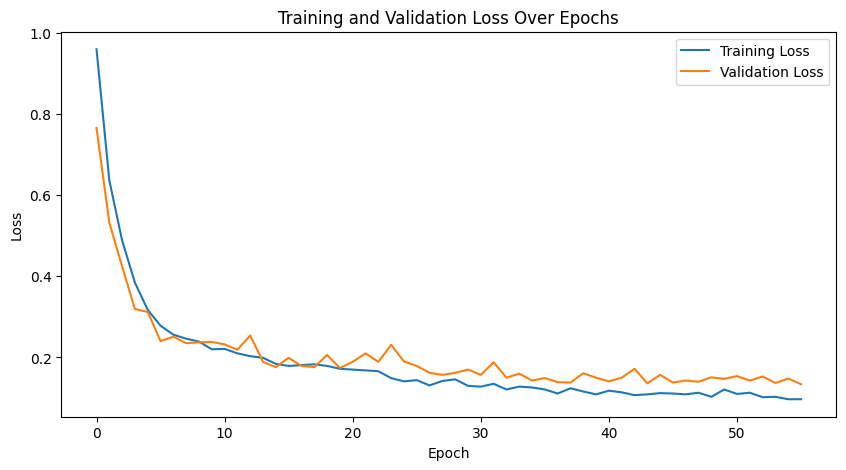 Training and Validation Loss Over Epochs
Training Loss
Validation Loss
1.0
0.8
0.6
0.4
0.2
Loss
0
10
20
30
40
50
Epoch